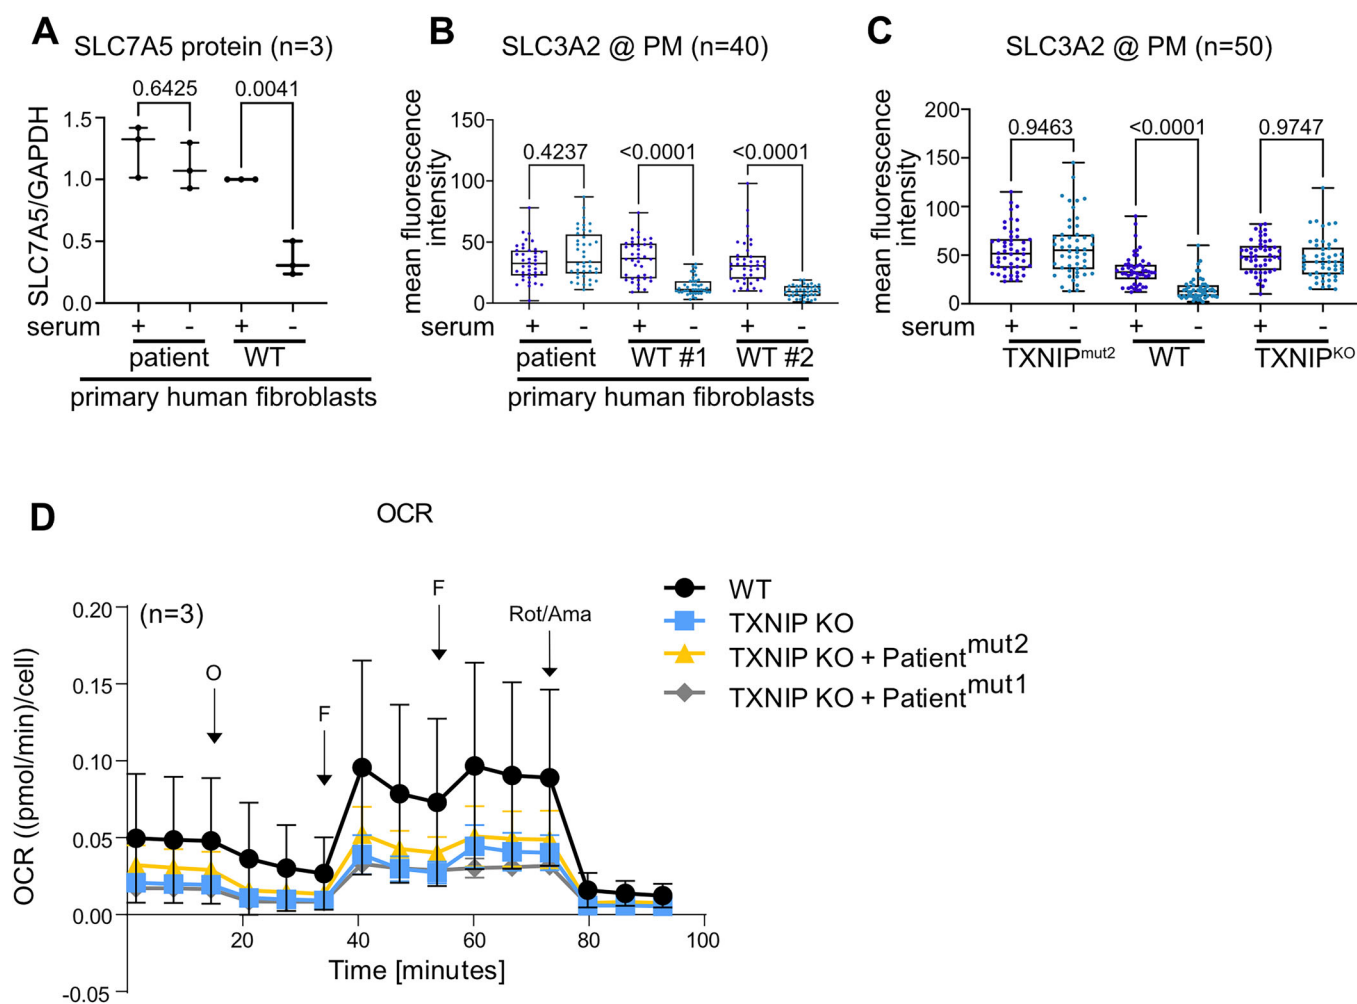 A
SLC7A5 protein (n=3)
0.6425
0.0041
SLC7A5/GAPDH
1.5
1.0
0.5
0.0
serum
+
-
+
-
patient
WT
primary human fibroblasts
B
SLC3A2 @ PM (n=40)
mean fluorescence
intensity
150
100
50
0
0.4237
<0.0001
<0.0001
serum
+
-
+
-
+
-
patient
WT #1
WT #2
primary human fibroblasts
C
SLC3A2 @ PM (n=50)
mean fluorescence
intensity
200
150
100
50
0
0.9463
<0.0001
0.9747
serum
+
-
+
-
+
-
TXNIPmut2
WT
TXNIPKO
D
OCR
(n=3)
OCR ((pmol/min)/cell)
0.20
0.15
0.10
0.05
0.00
-0.05
O
F
F
Rot/Ama
20
40
60
80
100
Time [minutes]
WT
TXNIP KO
TXNIP KO + Patientmut2
TXNIP KO + Patientmut1